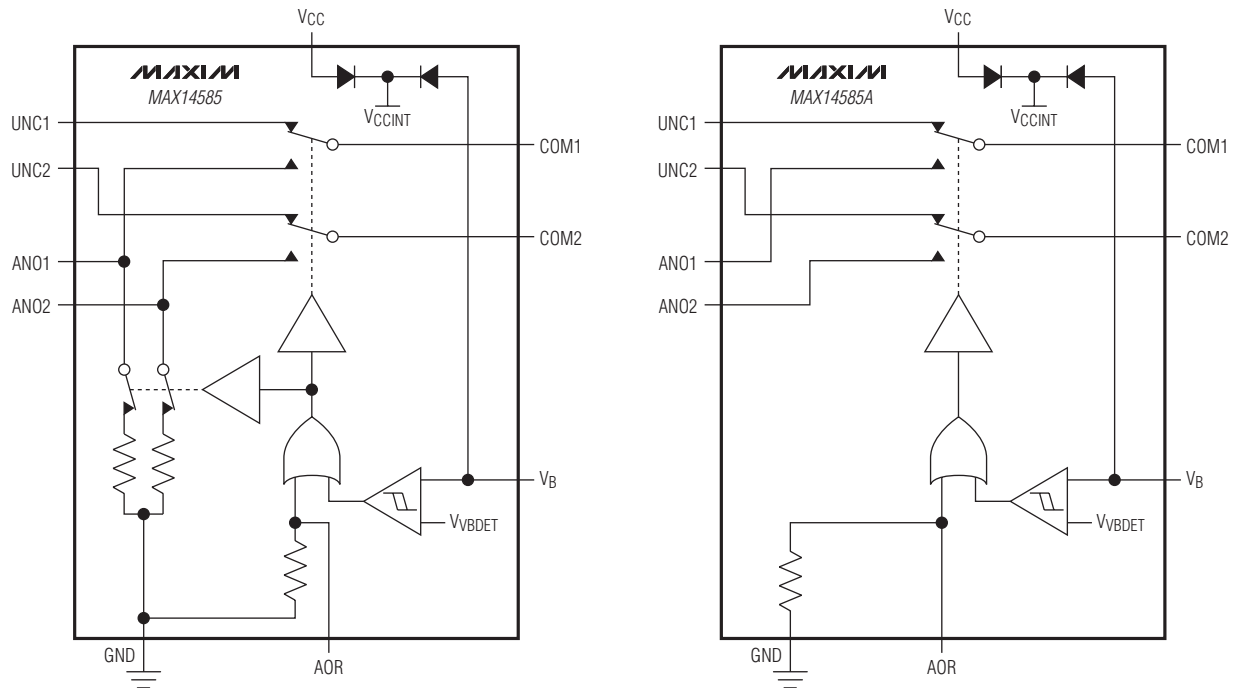 VCC
MAXIM
MAX14585
VCCINT
UNC1
COM1
UNC2
COM2
ANO1
ANO2
VB
VVBDET
GND
AOR
VCC
MAXIM
MAX14585A
VCCINT
UNC1
COM1
UNC2
COM2
ANO1
ANO2
VB
VVBDET
GND
AOR